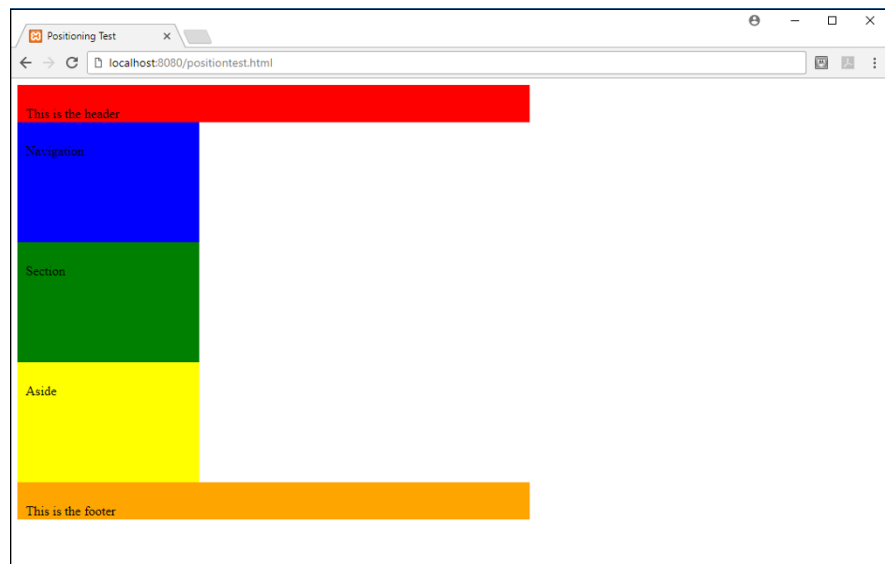 Positioning Test
localhost:8080/positiontest.html
This is the header
Navigation
Section
Aside
This is the footer